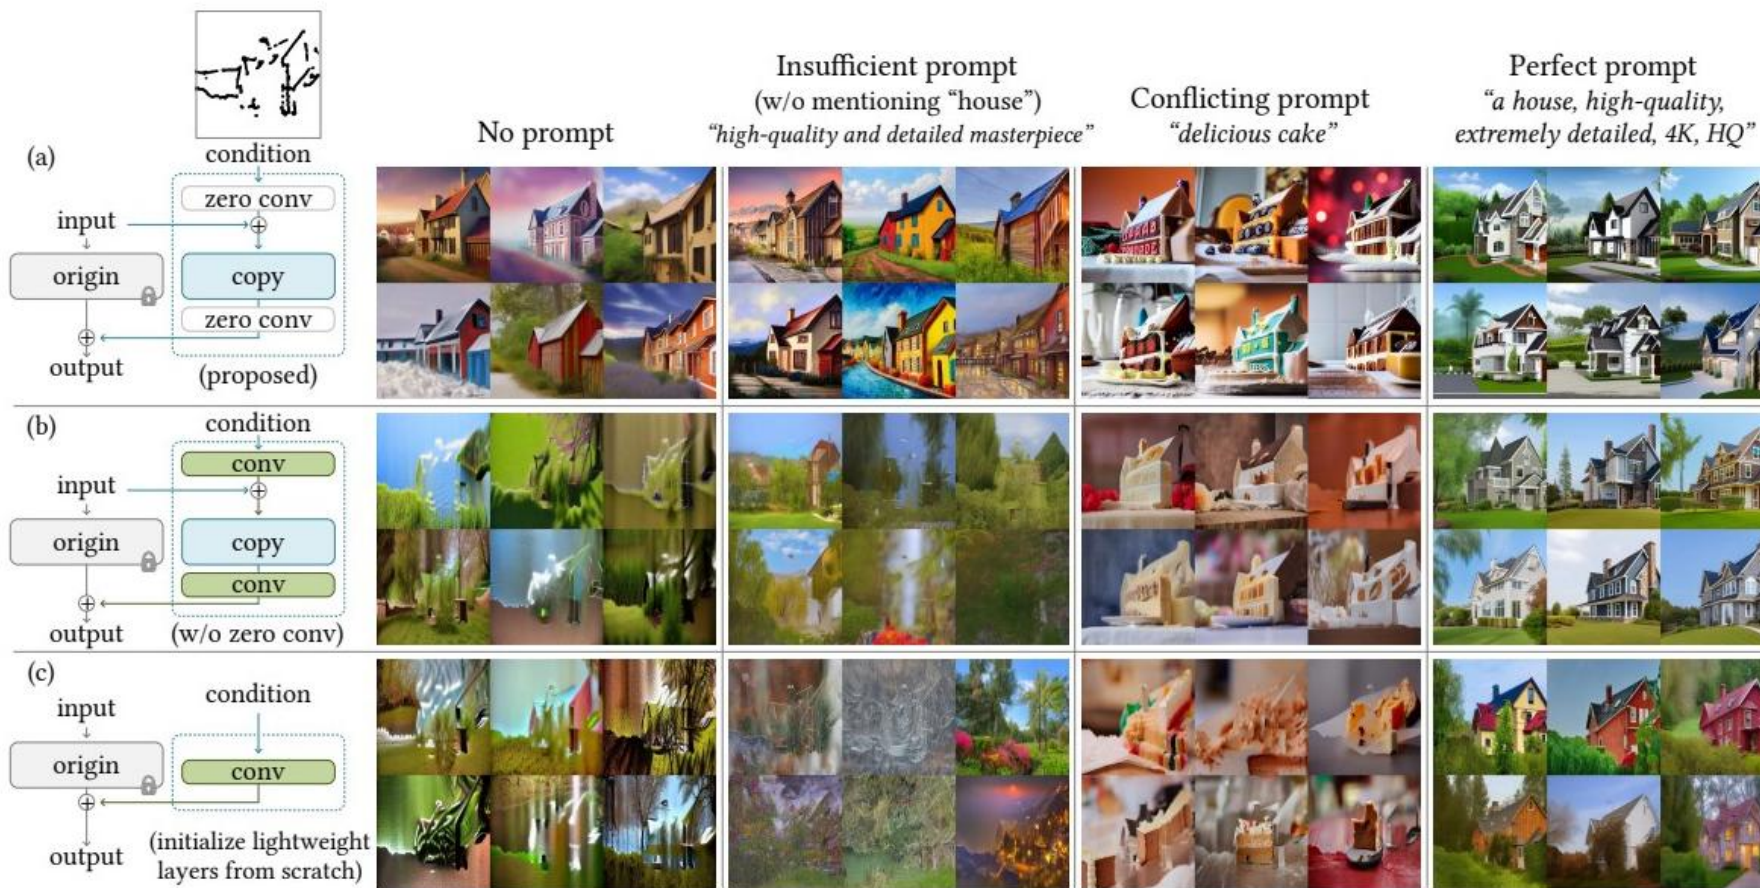 No prompt
Insufficient prompt
(w/o mentioning “house”)
“high-quality and detailed masterpiece”
Conflicting prompt
“delicious cake”
Perfect prompt
“a house, high-quality,
extremely detailed, 4K, HQ”
(a)
condition
zero conv
input
origin
copy
zero conv
output
(proposed)
(b)
condition
conv
input
origin
copy
conv
output
(w/o zero conv)
(c)
input
condition
origin
conv
output
(initialize lightweight
layers from scratch)